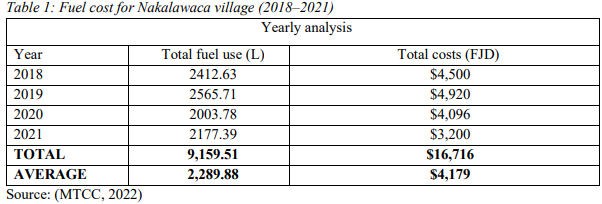 Table 1: Fuel cost for Nakalawaca village (2018–2021)
Yearly analysis
Year Total fuel use (L) Total costs (FJD)
2018 2412.63 $4,500
2019 2565.71 $4,920
2020 2003.78 $4,096
2021 2177.39 $3,200
TOTAL 9,159.51 $16,716
AVERAGE 2,289.88 $4,179
Source: (MTCC, 2022)